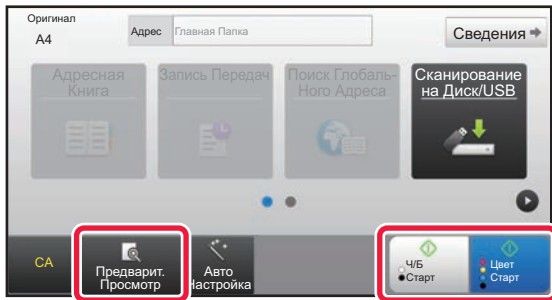 Оригинал
A4
Адрес
Главная Папка
Сведения
Адресная
Книга
Запись Передач
Поиск Глобаль-
Ного Адреса
Сканирование
на Диск/USB
CA
Предварит.
Просмотр
Авто
Настройка
Ч/Б
Старт
Цвет
Старт